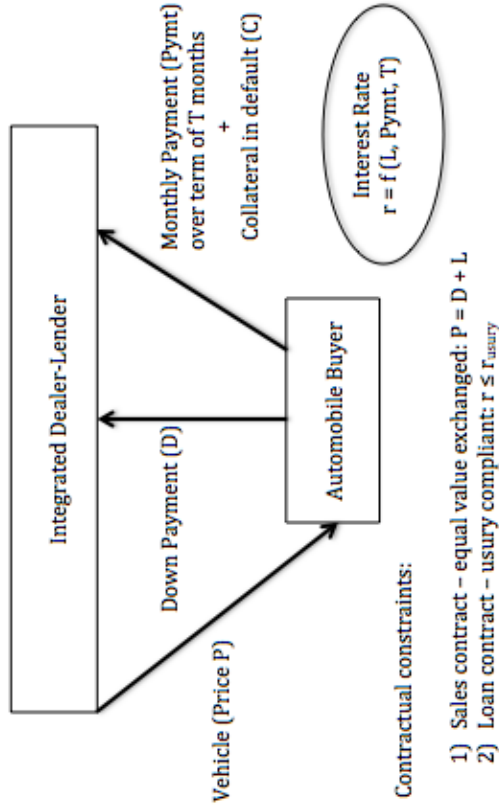 Integrated Dealer-Lender
Vehicle (Price P)
Down Payment (D)
Monthly Payment (Pymt)
over term of T months
+
Collateral in default (C)
Automobile Buyer
Interest Rate
r = f (L, Pymt, T)
Contractual constraints:
1) Sales contract – equal value exchanged: P = D + L
2) Loan contract – usury compliant: r ≤ rusury